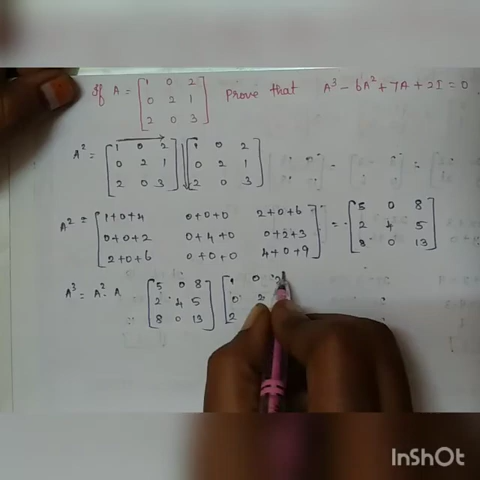 If A = [1 0 2 Prove that A³ - 6A² + 7A + 2I = 0
0 2 1
2 0 3]
A² = [1 0 2 [1 0 2
0 2 1 0 2 1
2 0 3] 2 0 3]
A² = [1+0+4 0+0+0 2+0+6 = [5 0 8
0+0+2 0+4+0 0+2+3 2 4 5
2+0+6 0+0+0 4+0+9] 8 0 13]
A³ = A². A [5 0 8 [1 0 2
2 4 5 0 2
8 0 13] 2
InShOt